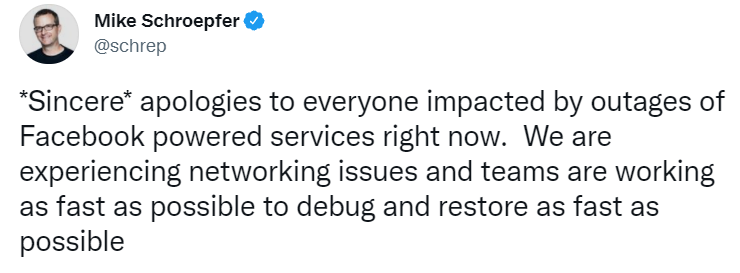 Mike Schroepfer
@schrep
*Sincere* apologies to everyone impacted by outages of
Facebook powered services right now.  We are
experiencing networking issues and teams are working
as fast as possible to debug and restore as fast as
possible